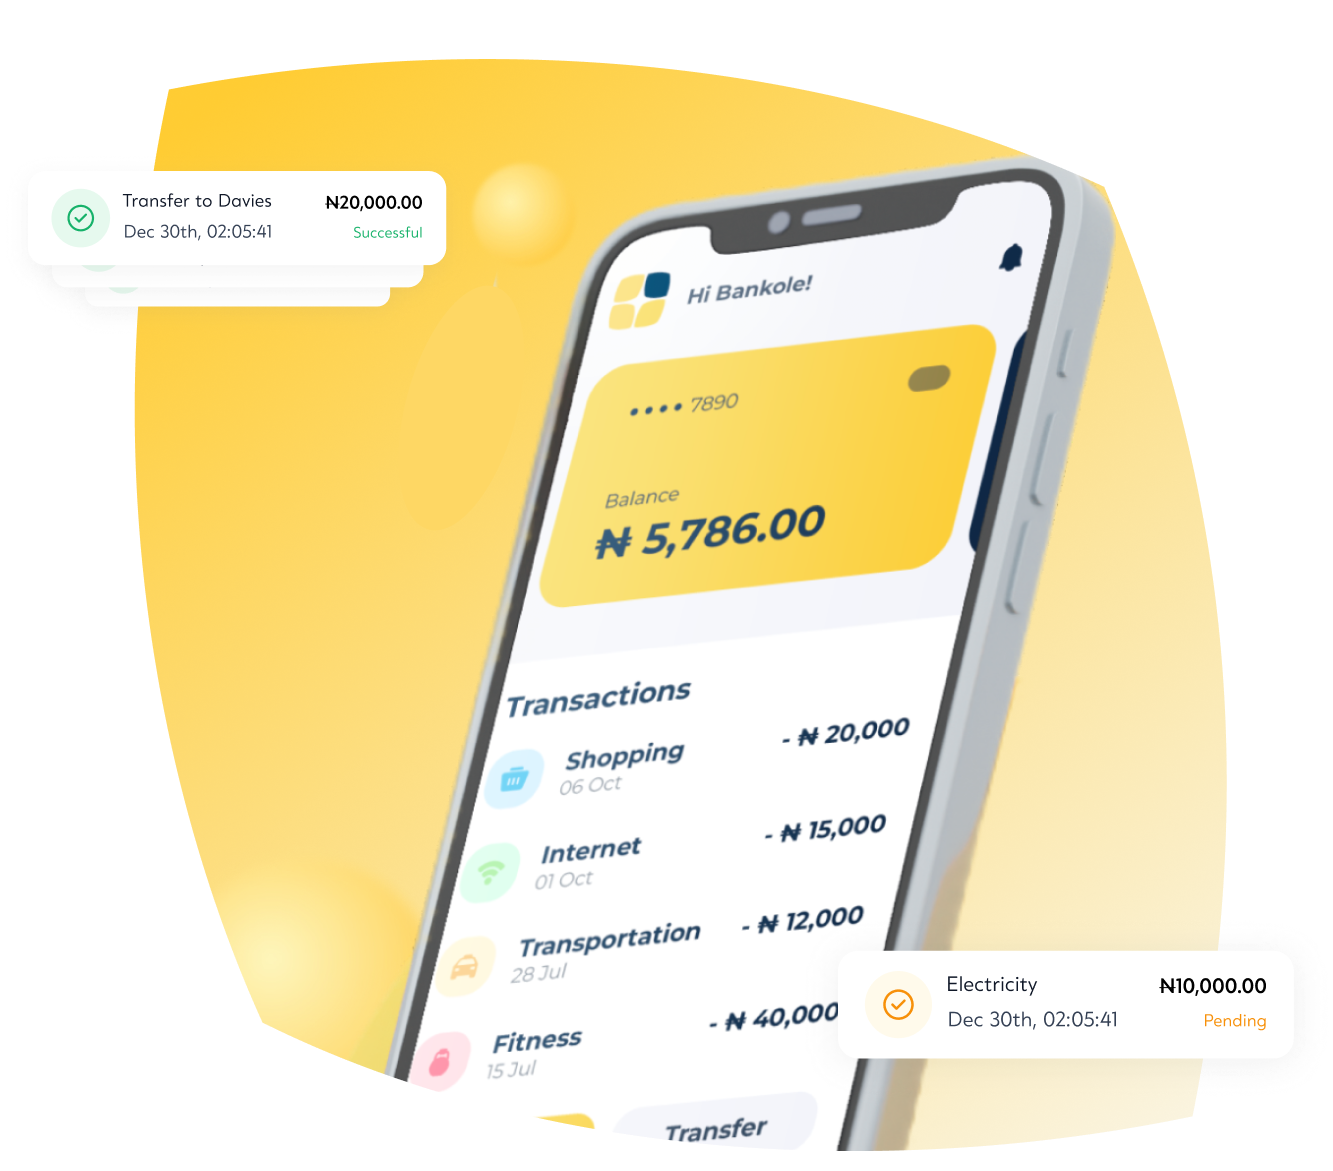 Transfer to Davies ₦20,000.00
Dec 30th, 02:05:41 Successful
Hi Bankole!
•••• 7890
Balance
₦ 5,786.00
Transactions
Shopping - ₦ 20,000
06 Oct
Internet - ₦ 15,000
01 Oct
Transportation - ₦ 12,000
28 Jul
Fitness - ₦ 40,000
15 Jul
Transfer
Electricity ₦10,000.00
Dec 30th, 02:05:41 Pending